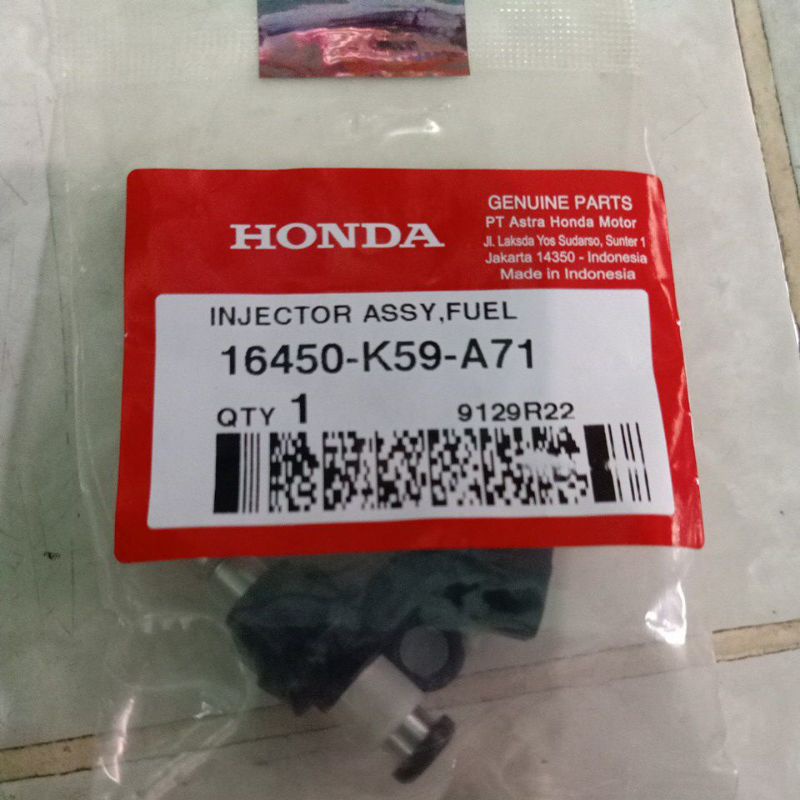 HONDA
GENUINE PARTS
PT Astra Honda Motor
Jl. Laksda Yos Sudarso, Sunter 1
Jakarta 14350 - Indonesia
Made in Indonesia
INJECTOR ASSY,FUEL
16450-K59-A71
QTY 1 9129R22